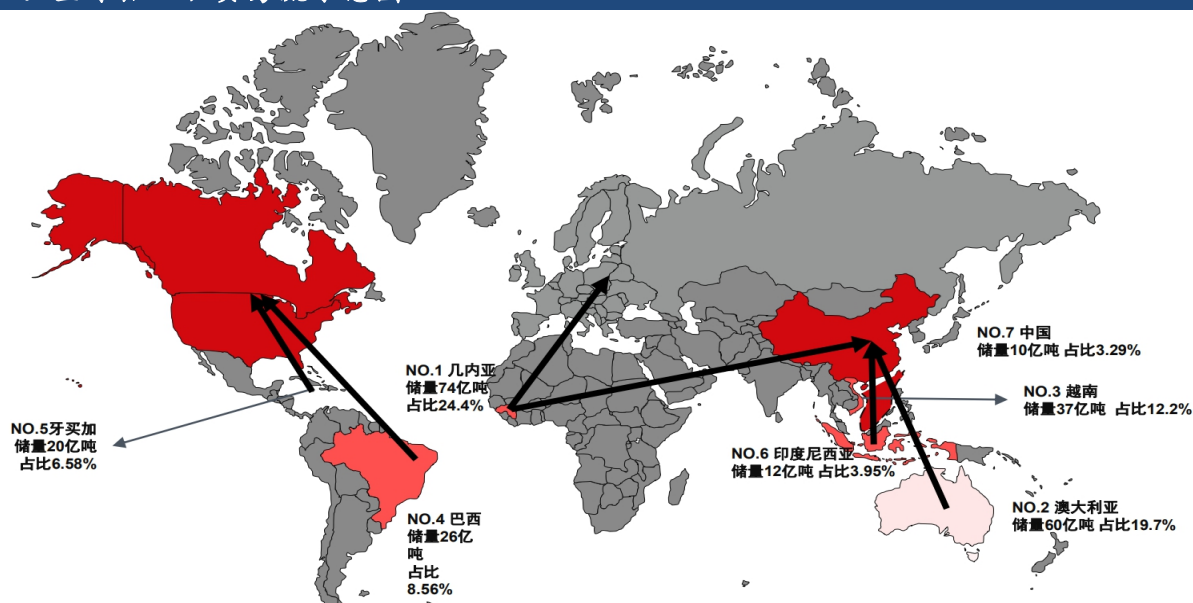 NO.1 几内亚
储量74亿吨
占比24.4%
NO.7 中国
储量10亿吨 占比3.29%
NO.3 越南
储量37亿吨 占比12.2%
NO.5牙买加
储量20亿吨
占比6.58%
NO.6 印度尼西亚
储量12亿吨 占比3.95%
NO.4 巴西
储量26亿
吨
占比
8.56%
NO.2 澳大利亚
储量60亿吨 占比19.7%